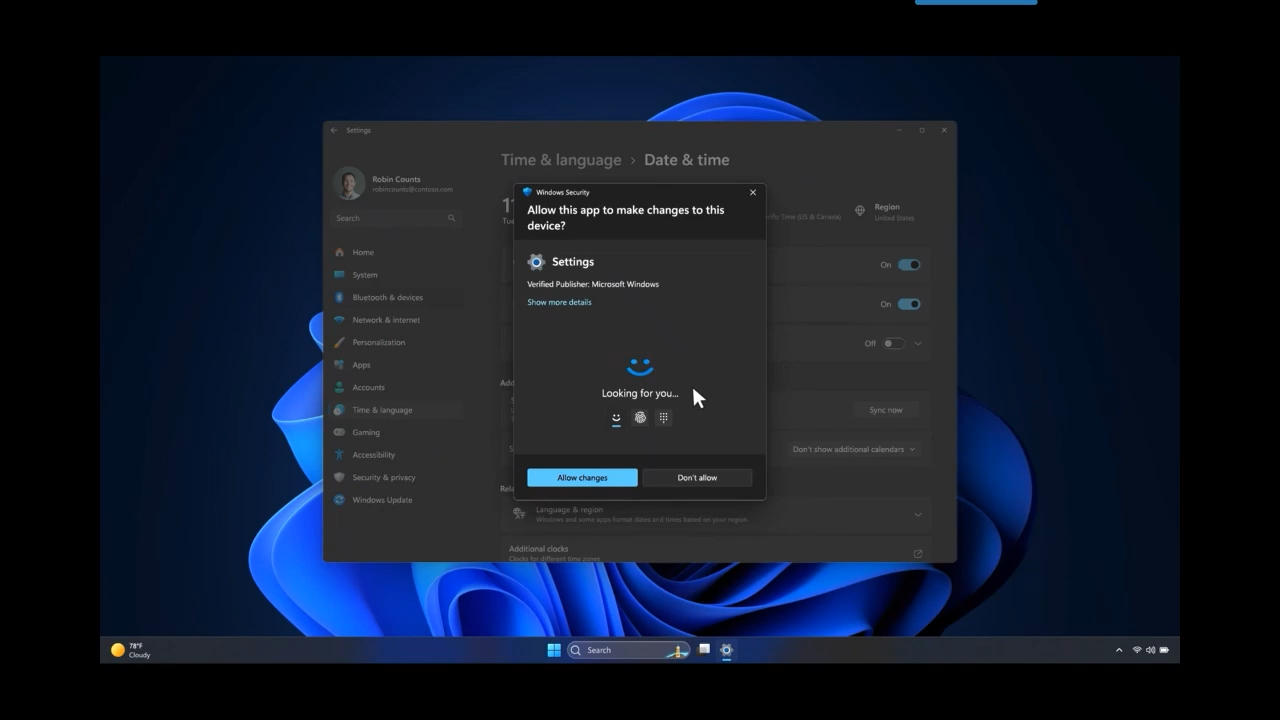 Settings
Robin Counts
robincounts@contoso.com
Search
Home
System
Bluetooth & devices
Network & internet
Personalization
Apps
Accounts
Time & language
Gaming
Accessibility
Security & privacy
Windows Update
Time & language › Date & time
Time (US & Canada)
Region
United States
On
On
Off
Sync now
Don't show additional calendars
Language & region
Windows and some apps format dates and times based on your region
Additional clocks
Clocks for different time zones
Windows Security
Allow this app to make changes to this
device?
Settings
Verified Publisher: Microsoft Windows
Show more details
Looking for you...
Allow changes
Don't allow
78°F
Cloudy
Search